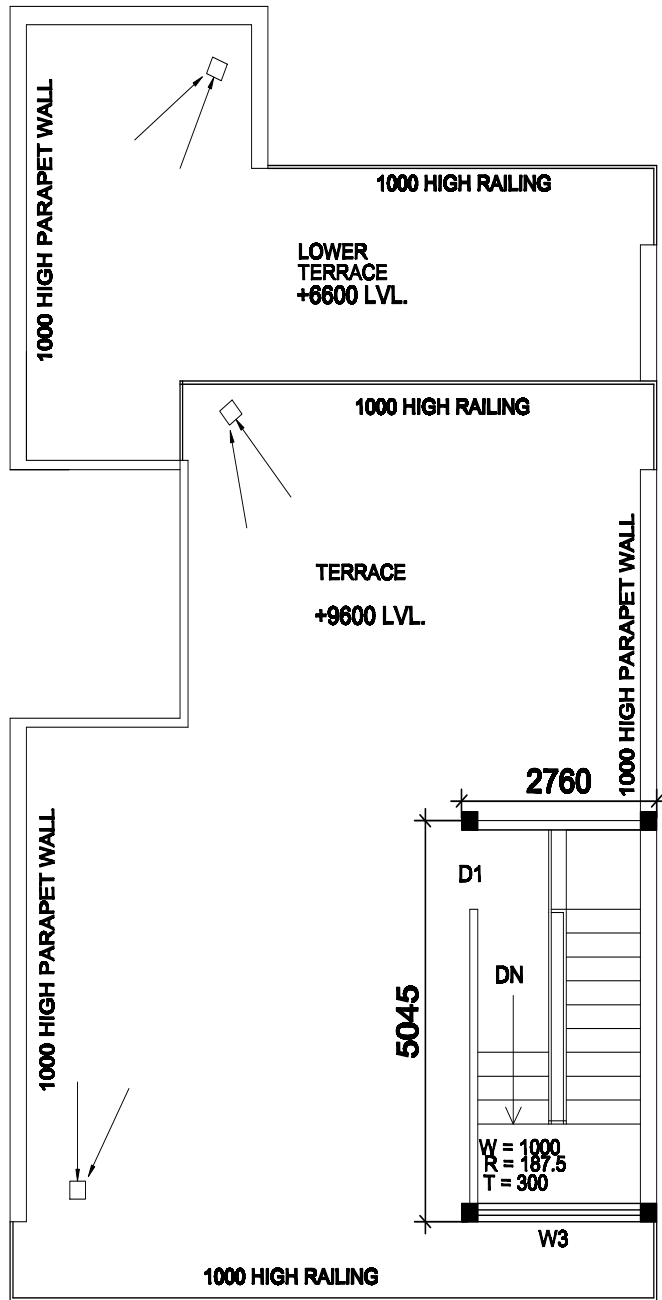 1000 HIGH PARAPET WALL
1000 HIGH RAILING
LOWER
TERRACE
+6600 LVL.
1000 HIGH RAILING
TERRACE
+9600 LVL.
1000 HIGH PARAPET WALL
2760
1000 HIGH PARAPET WALL
D1
DN
5045
W = 1000
R = 187.5
T = 300
W3
1000 HIGH RAILING